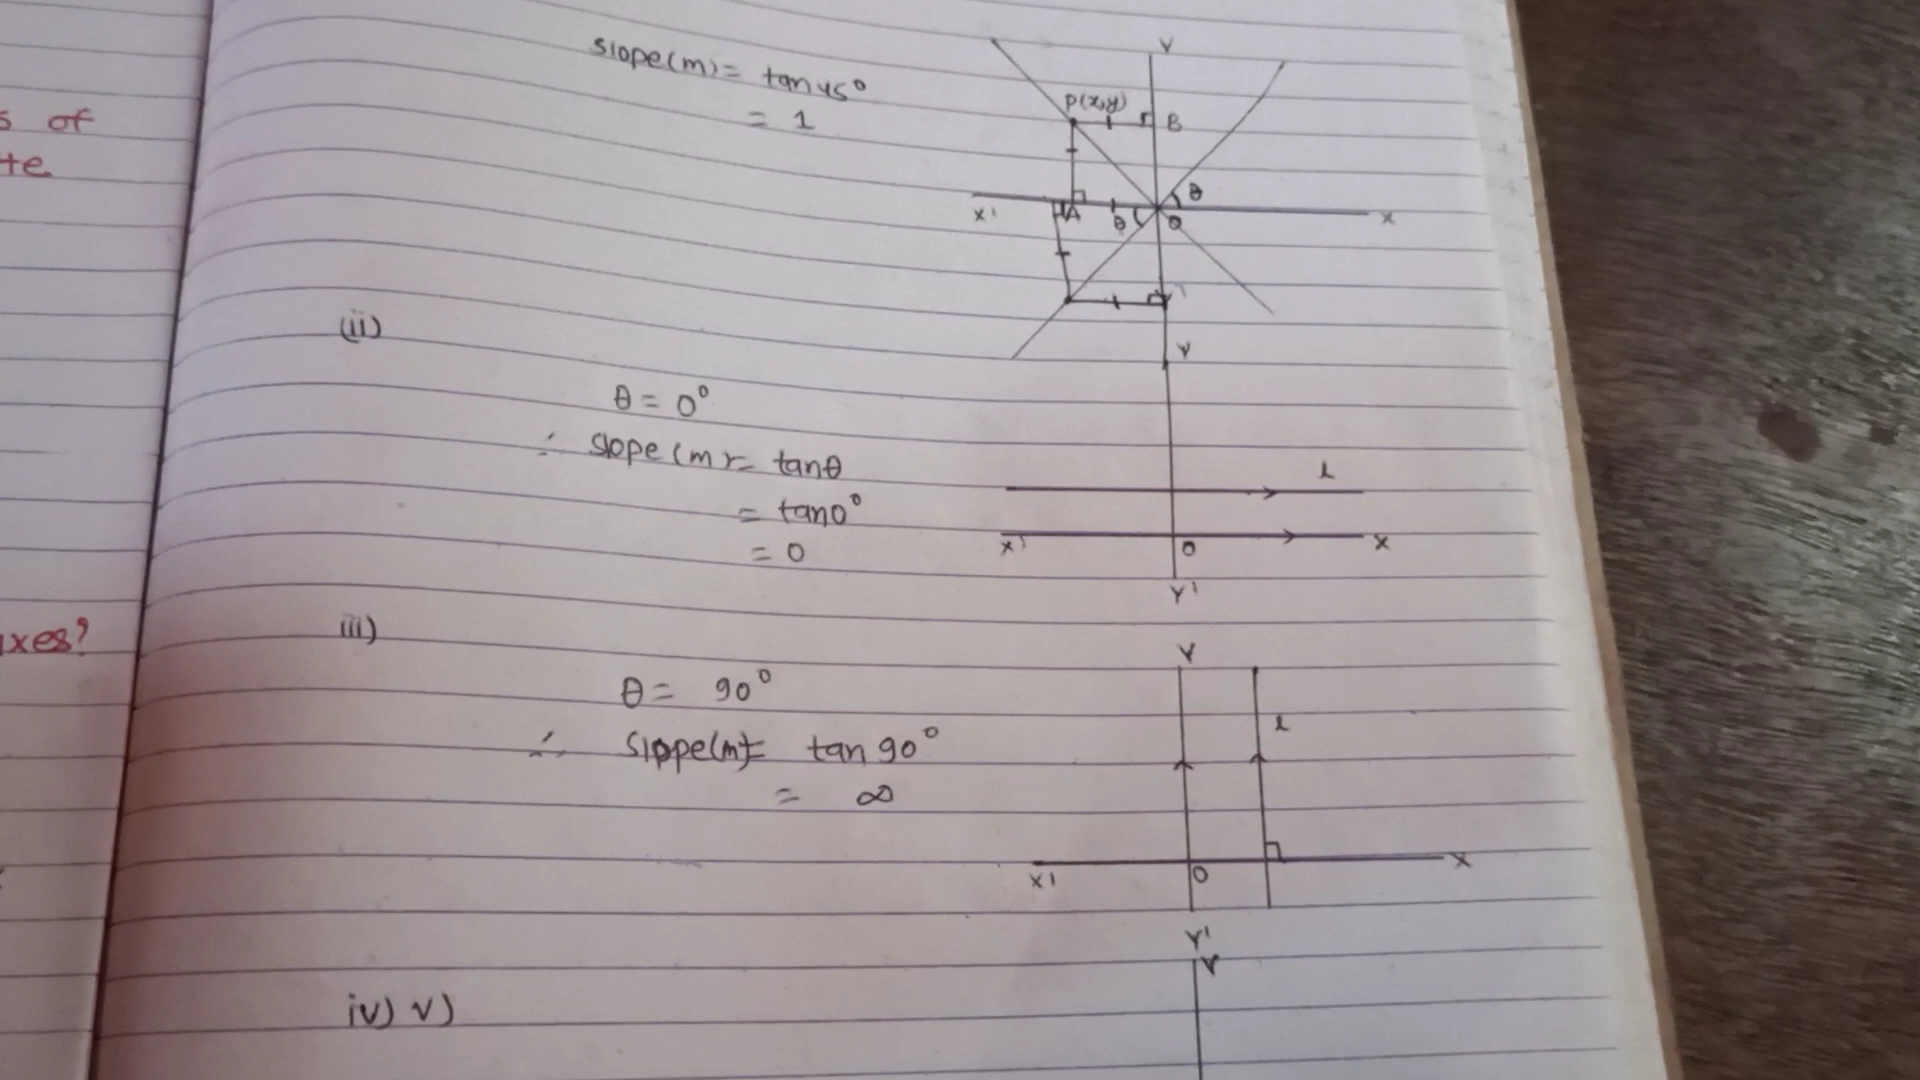 s of
te
xes?
slope(m) = tan45°
= 1
Y
P(x,y)
B
θ
X'
A
θ
O
X
Y'
(ii)
θ = 0°
∴ slope (m) = tanθ
= tan0°
= 0
Y
l
X'
O
X
Y'
iii)
θ = 90°
∴ slope(m) = tan 90°
= ∞
Y
l
X'
O
X
Y'
iv) v)
Y